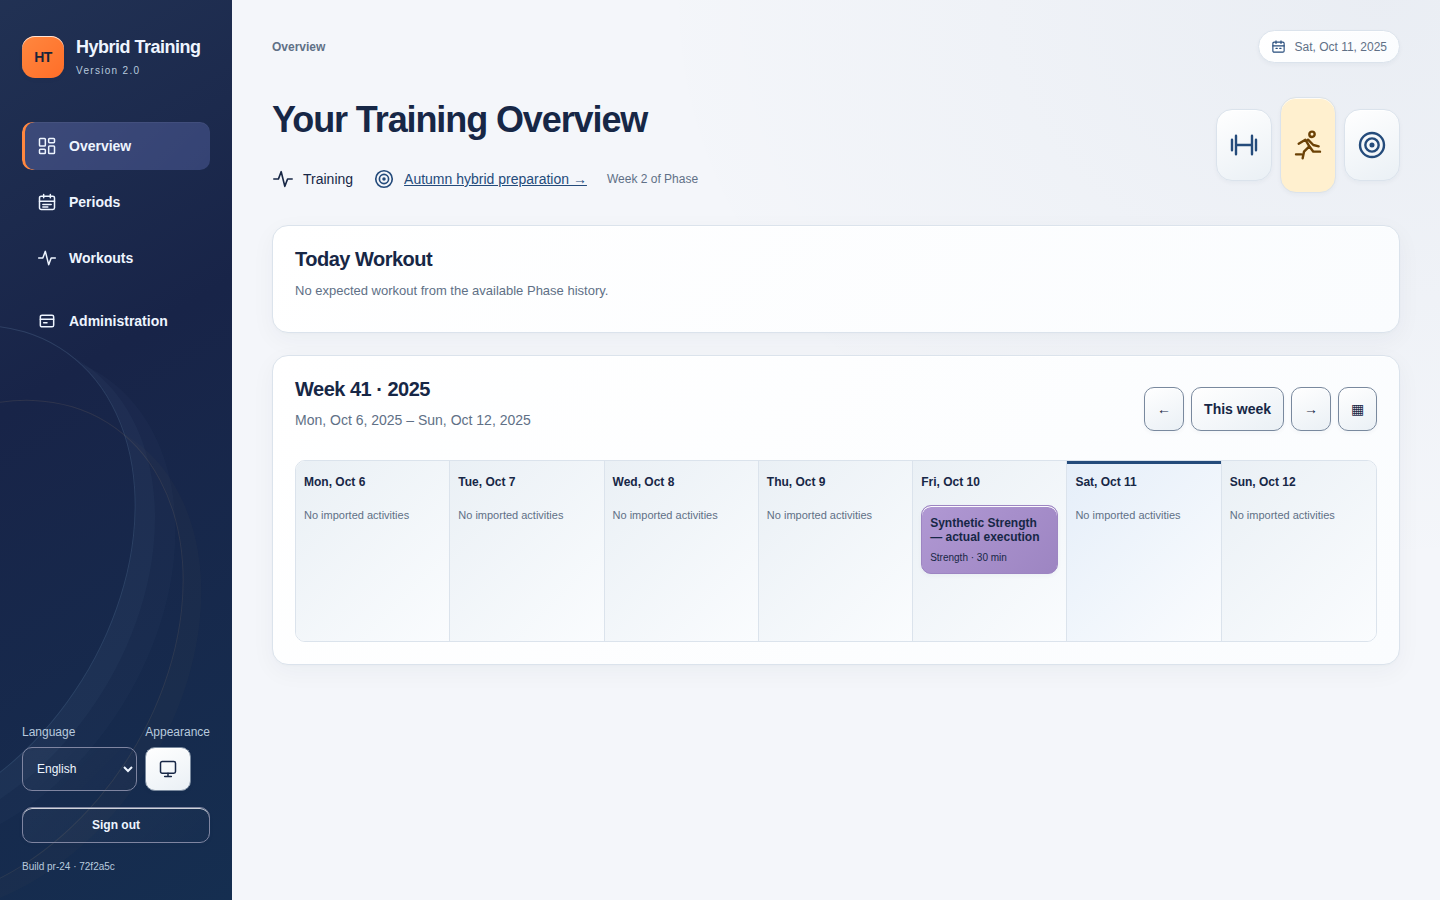 HT
Hybrid Training
Version 2.0
Overview
Periods
Workouts
Administration
Language
Appearance
English
Sign out
Build pr-24 · 72f2a5c
Overview
Sat, Oct 11, 2025
Your Training Overview
Training
Autumn hybrid preparation →
Week 2 of Phase
Today Workout
No expected workout from the available Phase history.
Week 41 · 2025
Mon, Oct 6, 2025 – Sun, Oct 12, 2025
←
This week
→
Mon, Oct 6
No imported activities
Tue, Oct 7
No imported activities
Wed, Oct 8
No imported activities
Thu, Oct 9
No imported activities
Fri, Oct 10
Synthetic Strength
— actual execution
Strength · 30 min
Sat, Oct 11
No imported activities
Sun, Oct 12
No imported activities